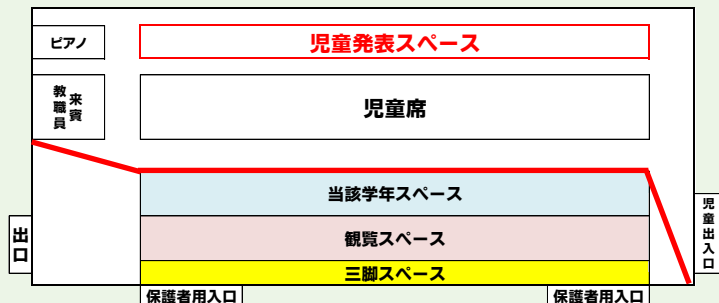 ピアノ
児童発表スペース
来賓
教職員
児童席
当該学年スペース
観覧スペース
三脚スペース
出口
児童出入口
保護者用入口
保護者用入口